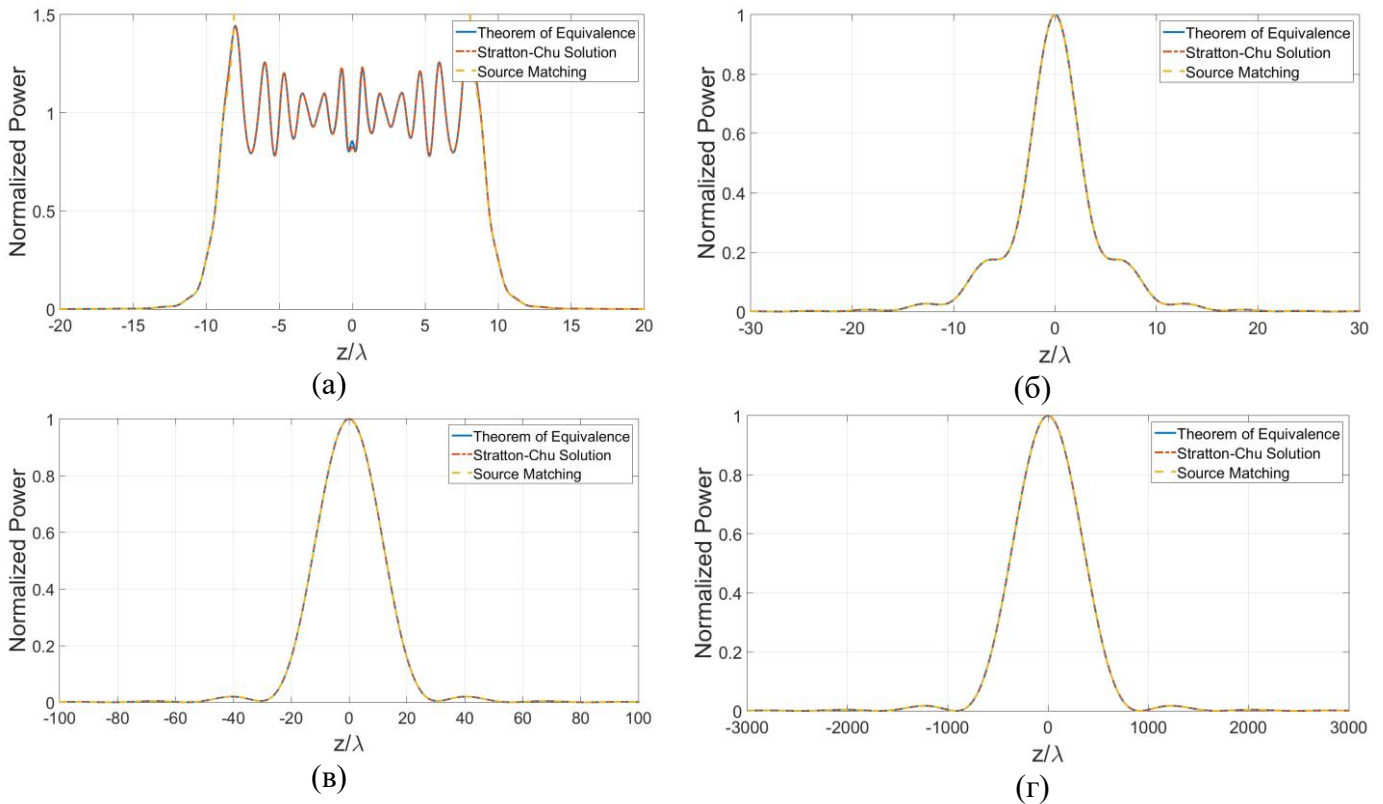 Normalized Power
1.5
1
0.5
0
Theorem of Equivalence
Stratton-Chu Solution
Source Matching
-20 -15 -10 -5 0 5 10 15 20
z/λ
(а)
Normalized Power
1
0.8
0.6
0.4
0.2
0
Theorem of Equivalence
Stratton-Chu Solution
Source Matching
-30 -20 -10 0 10 20 30
z/λ
(б)
Normalized Power
1
0.8
0.6
0.4
0.2
0
Theorem of Equivalence
Stratton-Chu Solution
Source Matching
-100 -80 -60 -40 -20 0 20 40 60 80 100
z/λ
(в)
Normalized Power
1
0.8
0.6
0.4
0.2
0
Theorem of Equivalence
Stratton-Chu Solution
Source Matching
-3000 -2000 -1000 0 1000 2000 3000
z/λ
(г)